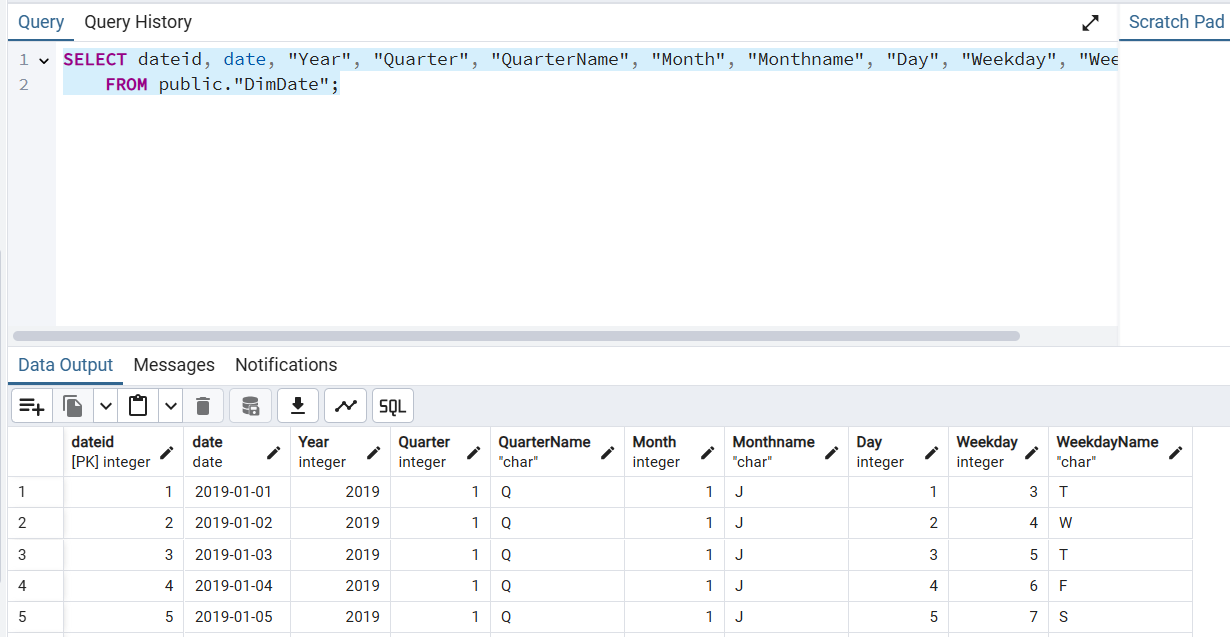 Query Query History Scratch Pad
1 SELECT dateid, date, "Year", "Quarter", "QuarterName", "Month", "Monthname", "Day", "Weekday", "Wee
2 FROM public."DimDate";
Data Output Messages Notifications
SQL
dateid date Year Quarter QuarterName Month Monthname Day Weekday WeekdayName
[PK] integer date integer integer "char" integer "char" integer integer "char"
1 1 2019-01-01 2019 1 Q 1 J 1 3 T
2 2 2019-01-02 2019 1 Q 1 J 2 4 W
3 3 2019-01-03 2019 1 Q 1 J 3 5 T
4 4 2019-01-04 2019 1 Q 1 J 4 6 F
5 5 2019-01-05 2019 1 Q 1 J 5 7 S